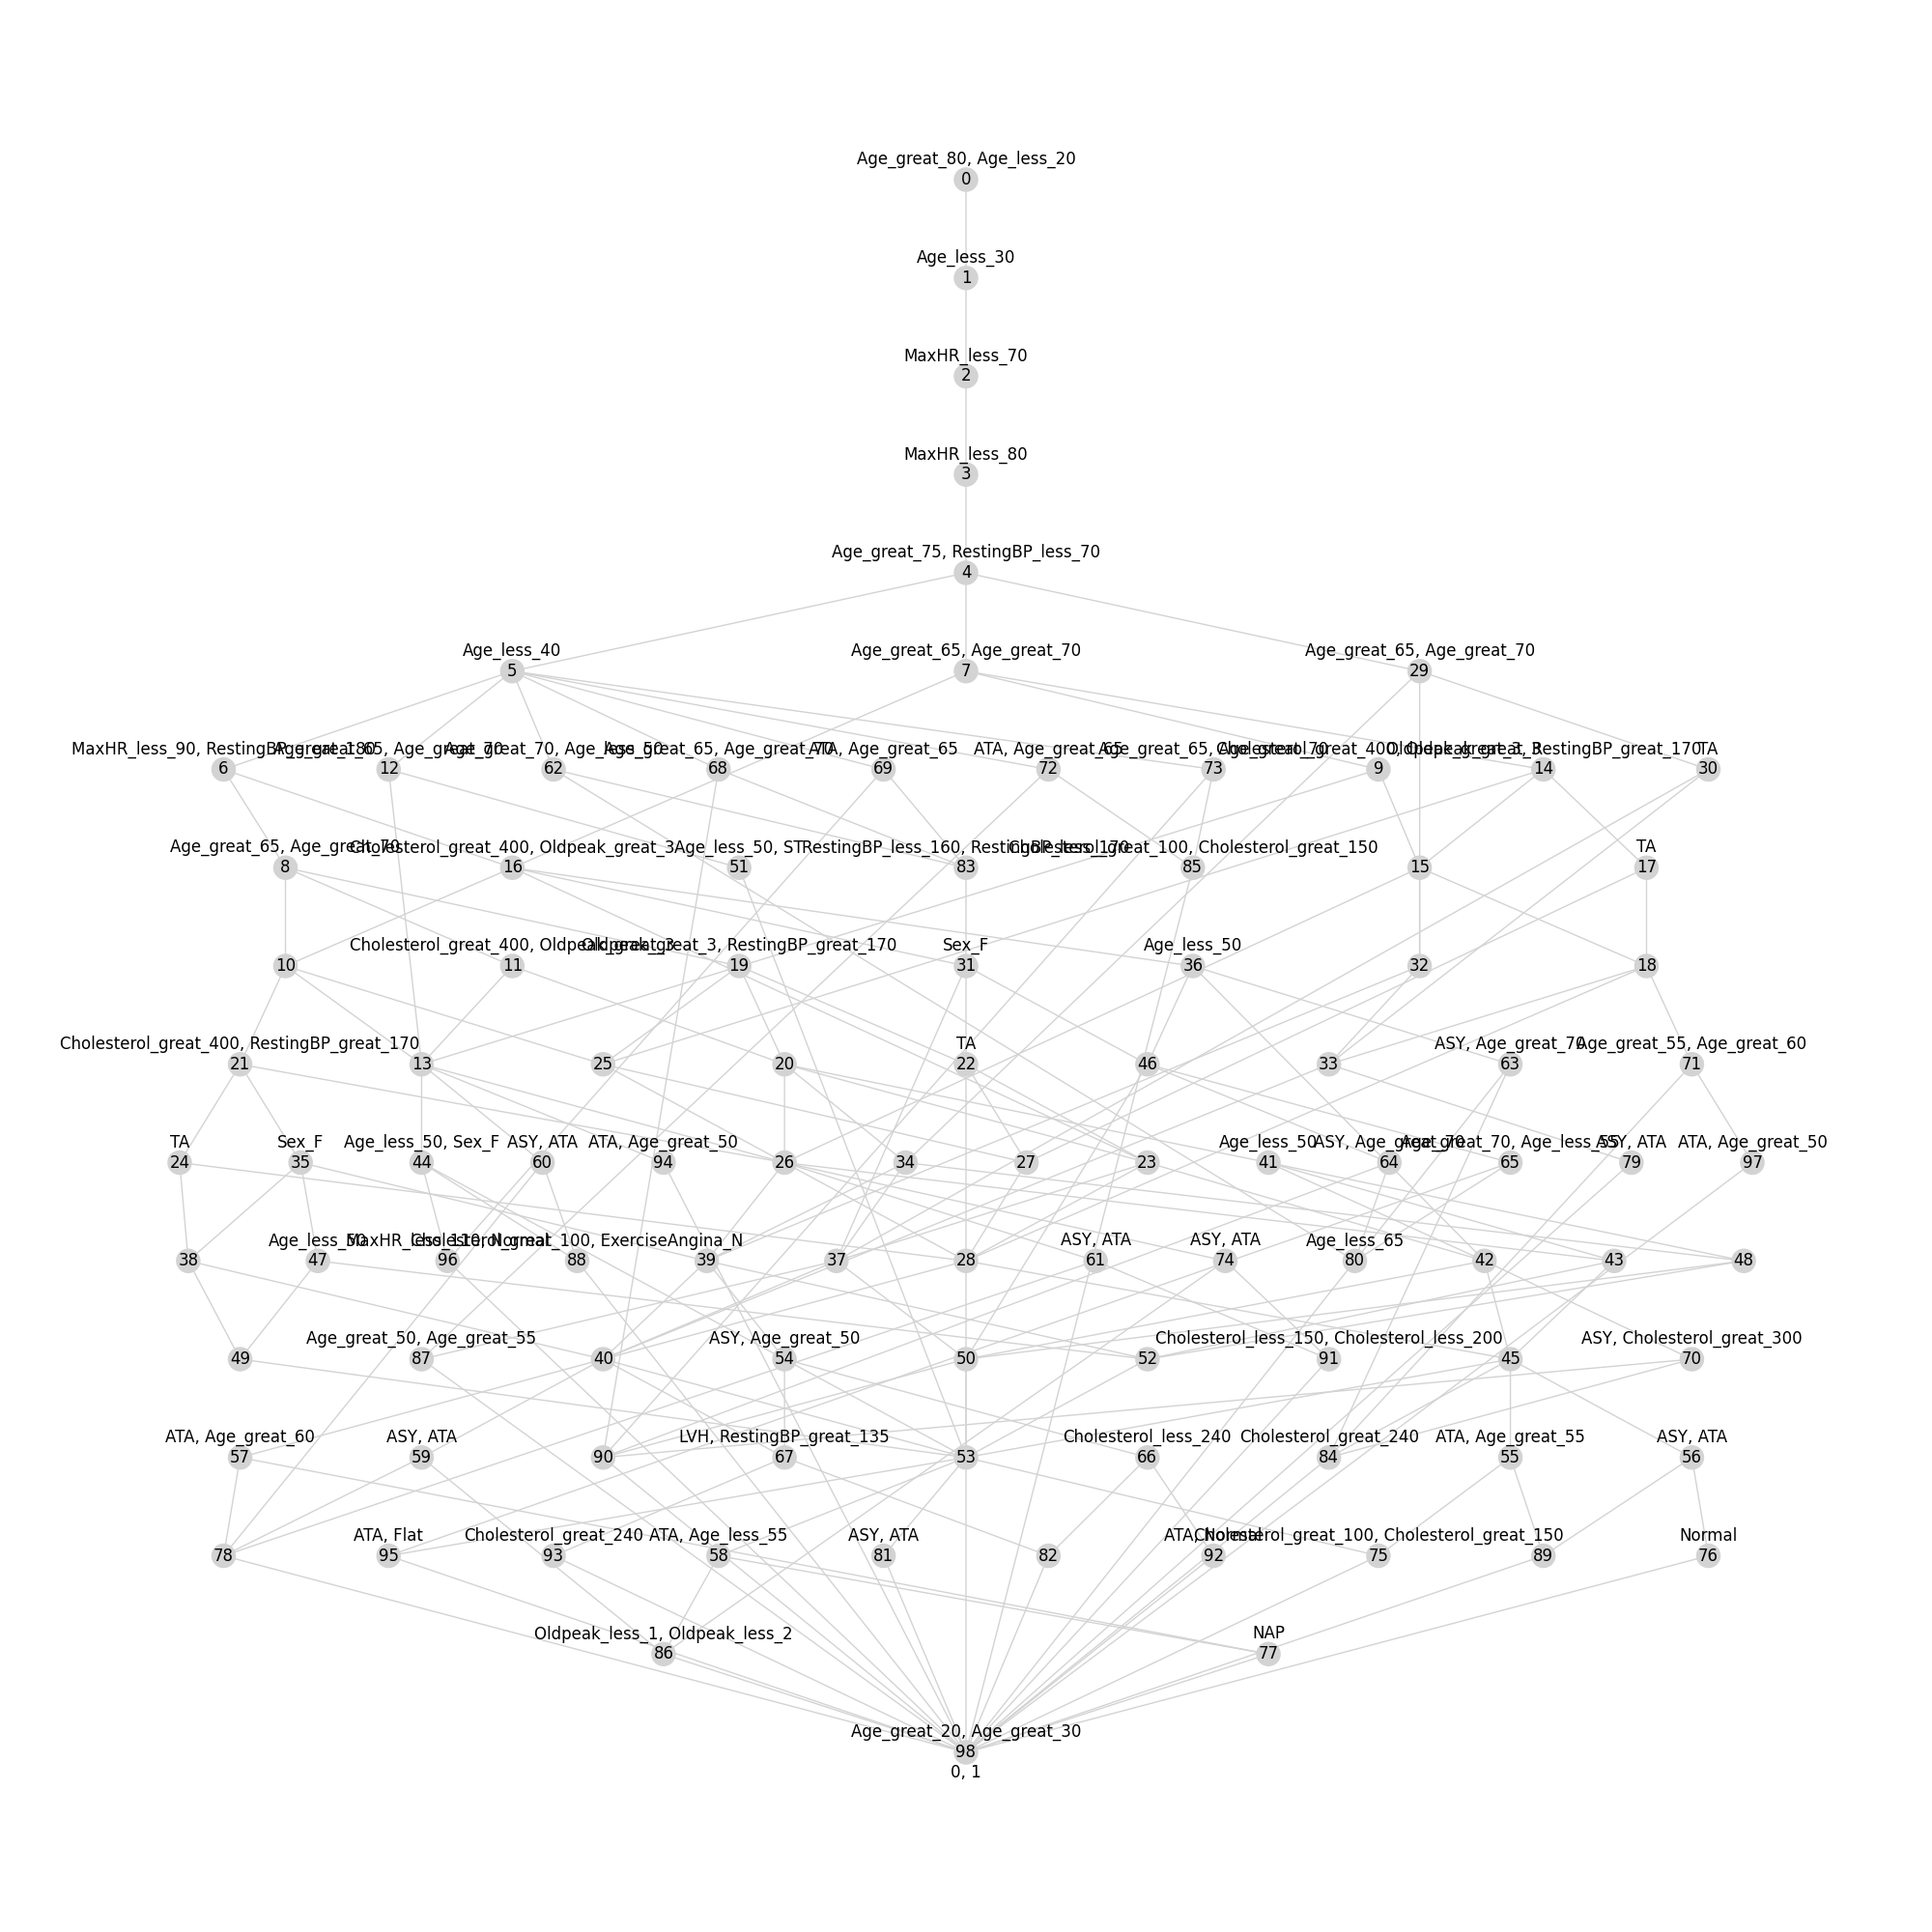 Age_great_80, Age_less_20
0
Age_less_30
1
MaxHR_less_70
2
MaxHR_less_80
3
Age_great_75, RestingBP_less_70
4
Age_less_40 Age_great_65, Age_great_70 Age_great_65, Age_great_70
5 7 29
MaxHR_less_90, RestingBP_great_180 Age_great_65, Age_great_70 Age_great_70, Age_less_50 Age_great_65, Age_great_70 ATA, Age_great_65 ATA, Age_great_65 Age_great_65, Age_great_70 Cholesterol_great_400, Oldpeak_great_3 Oldpeak_great_3, RestingBP_great_170 TA
6 12 62 68 69 72 73 9 14 30
Age_great_65, Age_great_70 Cholesterol_great_400, Oldpeak_great_3 Age_less_50, ST RestingBP_less_160, RestingBP_less_170 Cholesterol_great_100, Cholesterol_great_150 TA
8 16 51 83 85 15 17
Cholesterol_great_400, Oldpeak_great_3 Oldpeak_great_3, RestingBP_great_170 Sex_F Age_less_50
10 11 19 31 36 32 18
Cholesterol_great_400, RestingBP_great_170 TA ASY, Age_great_70 Age_great_55, Age_great_60
21 13 25 20 22 46 33 63 71
TA Sex_F Age_less_50, Sex_F ASY, ATA ATA, Age_great_50 Age_less_50 ASY, Age_great_70 Age_great_70, Age_less_55 ASY, ATA ATA, Age_great_50
24 35 44 60 94 26 34 27 23 41 64 65 79 97
Age_less_50 MaxHR_less_110, Normal Cholesterol_great_100, ExerciseAngina_N ASY, ATA ASY, ATA Age_less_65
38 47 96 88 39 37 28 61 74 80 42 43 48
Age_great_50, Age_great_55 ASY, Age_great_50 Cholesterol_less_150, Cholesterol_less_200 ASY, Cholesterol_great_300
49 87 40 54 50 52 91 45 70
ATA, Age_great_60 ASY, ATA LVH, RestingBP_great_135 Cholesterol_less_240 Cholesterol_great_240 ATA, Age_great_55 ASY, ATA
57 59 90 67 53 66 84 55 56
ATA, Flat Cholesterol_great_240 ATA, Age_less_55 ASY, ATA ATA, Normal Cholesterol_great_100, Cholesterol_great_150 Normal
78 95 93 58 81 82 92 75 89 76
Oldpeak_less_1, Oldpeak_less_2 NAP
86 77
Age_great_20, Age_great_30
98
0, 1